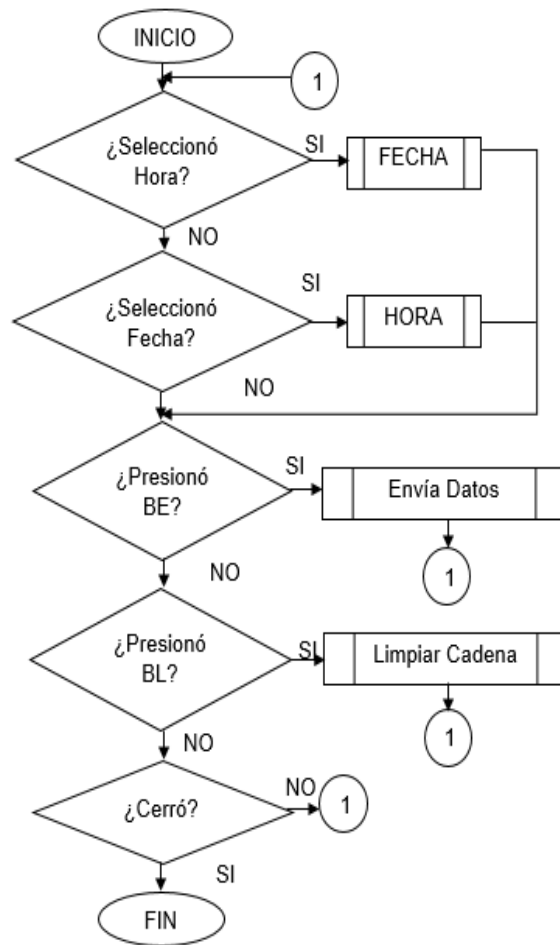 INICIO
1
¿Seleccionó
Hora?
SI
FECHA
NO
¿Seleccionó
Fecha?
SI
HORA
NO
¿Presionó
BE?
SI
Envía Datos
1
NO
¿Presionó
BL?
SI
Limpiar Cadena
1
NO
¿Cerró?
NO
1
SI
FIN